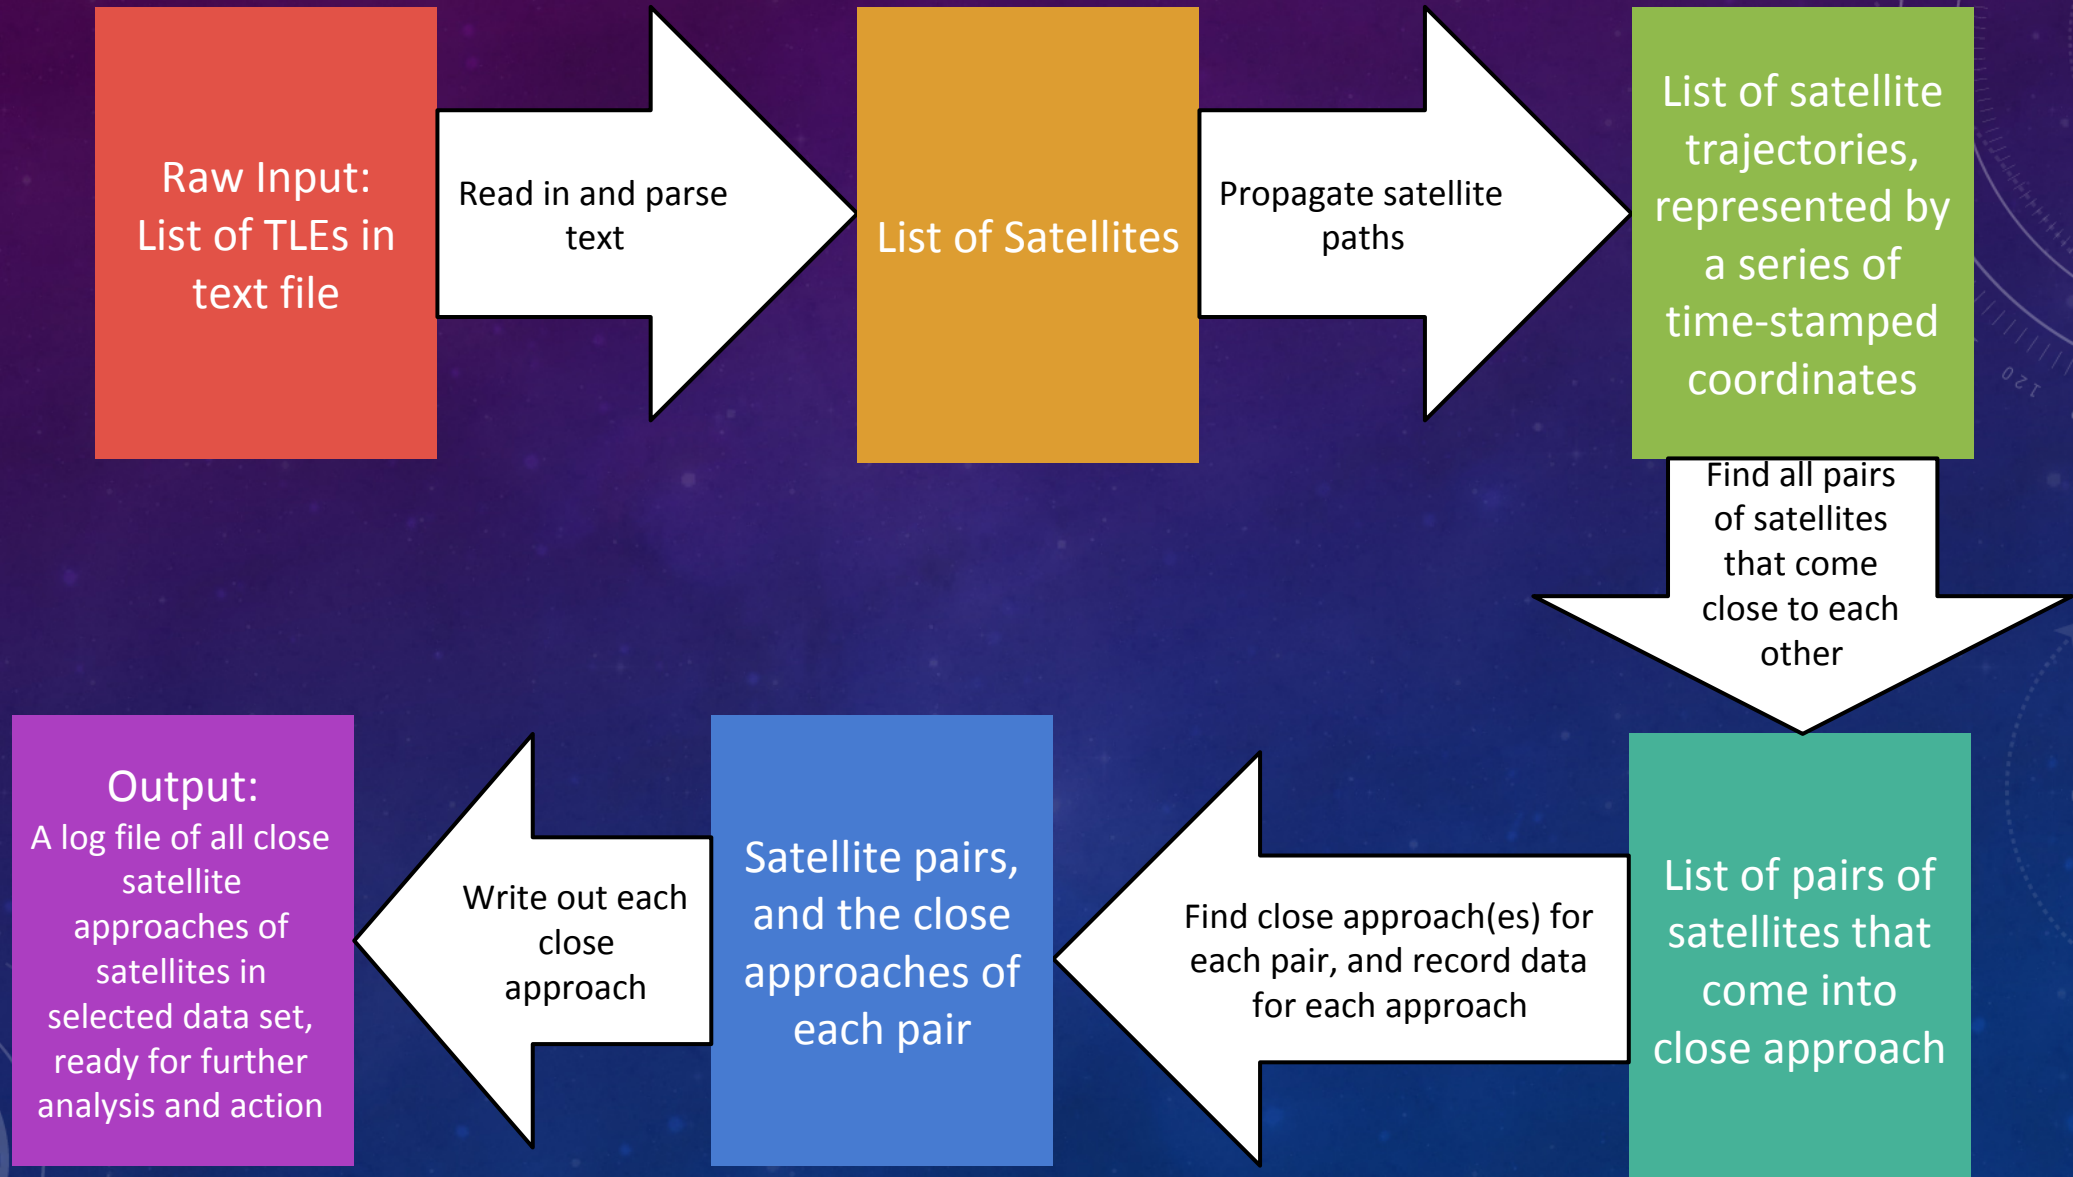 Raw Input:
List of TLEs in
text file
Read in and parse
text
List of Satellites
Propagate satellite
paths
List of satellite
trajectories,
represented by
a series of
time-stamped
coordinates
120
Find all pairs
of satellites
that come
close to each
other
List of pairs of
satellites that
come into
close approach
Find close approach(es) for
each pair, and record data
for each approach
Satellite pairs,
and the close
approaches of
each pair
Write out each
close
approach
Output:
A log file of all close
satellite
approaches of
satellites in
selected data set,
ready for further
analysis and action